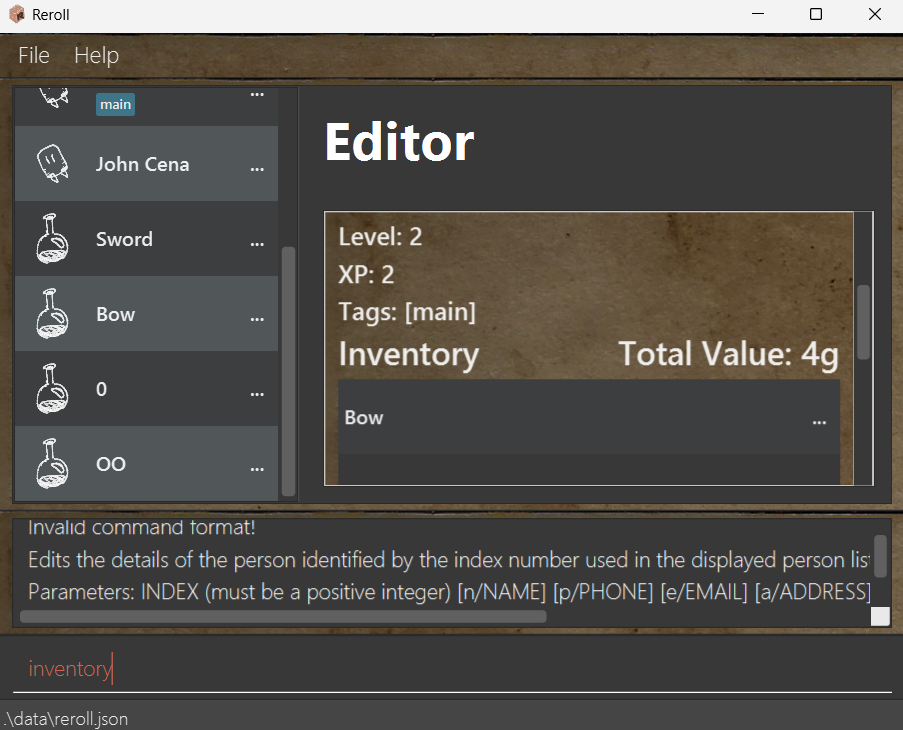 Reroll
File Help
main
...
John Cena
...
Sword
...
Bow
...
0
...
OO
...
Editor
Level: 2
XP: 2
Tags: [main]
Inventory Total Value: 4g
Bow
...
Invalid command format!
Edits the details of the person identified by the index number used in the displayed person lis
Parameters: INDEX (must be a positive integer) [n/NAME] [p/PHONE] [e/EMAIL] [a/ADDRESS]
inventory
.\data\reroll.json